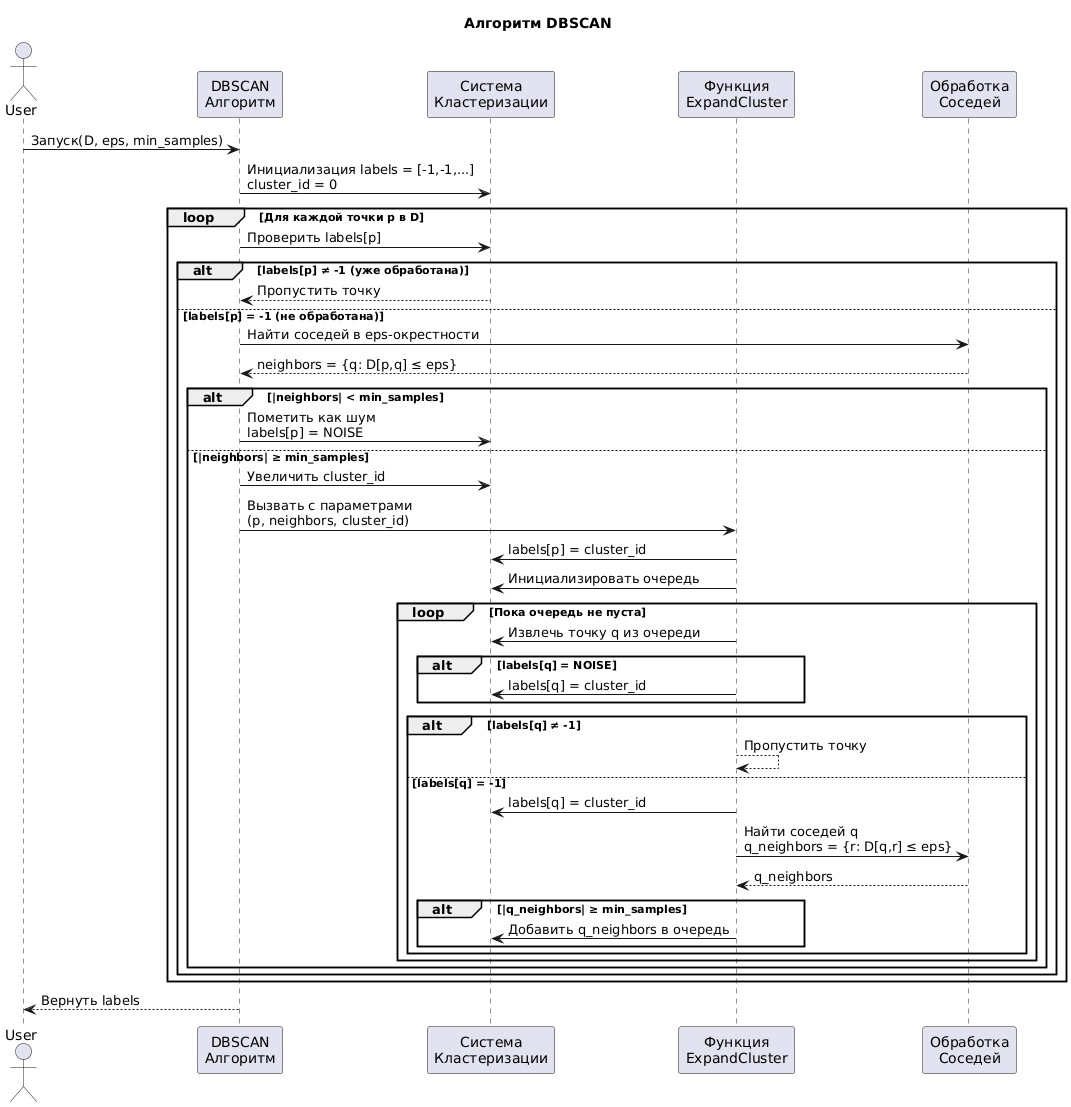 Алгоритм DBSCAN
User
DBSCAN
Алгоритм
Система
Кластеризации
Функция
ExpandCluster
Обработка
Соседей
Запуск(D, eps, min_samples)
Инициализация labels = [-1,-1,...]
cluster_id = 0
loop [Для каждой точки p в D]
Проверить labels[p]
alt [labels[p] ≠ -1 (уже обработана)]
Пропустить точку
[labels[p] = -1 (не обработана)]
Найти соседей в eps-окрестности
neighbors = {q: D[p,q] ≤ eps}
alt [|neighbors| < min_samples]
Пометить как шум
labels[p] = NOISE
[|neighbors| ≥ min_samples]
Увеличить cluster_id
Вызвать с параметрами
(p, neighbors, cluster_id)
labels[p] = cluster_id
Инициализировать очередь
loop [Пока очередь не пуста]
Извлечь точку q из очереди
alt [labels[q] = NOISE]
labels[q] = cluster_id
alt [labels[q] ≠ -1]
Пропустить точку
[labels[q] = -1]
labels[q] = cluster_id
Найти соседей q
q_neighbors = {r: D[q,r] ≤ eps}
q_neighbors
alt [|q_neighbors| ≥ min_samples]
Добавить q_neighbors в очередь
Вернуть labels
User
DBSCAN
Алгоритм
Система
Кластеризации
Функция
ExpandCluster
Обработка
Соседей